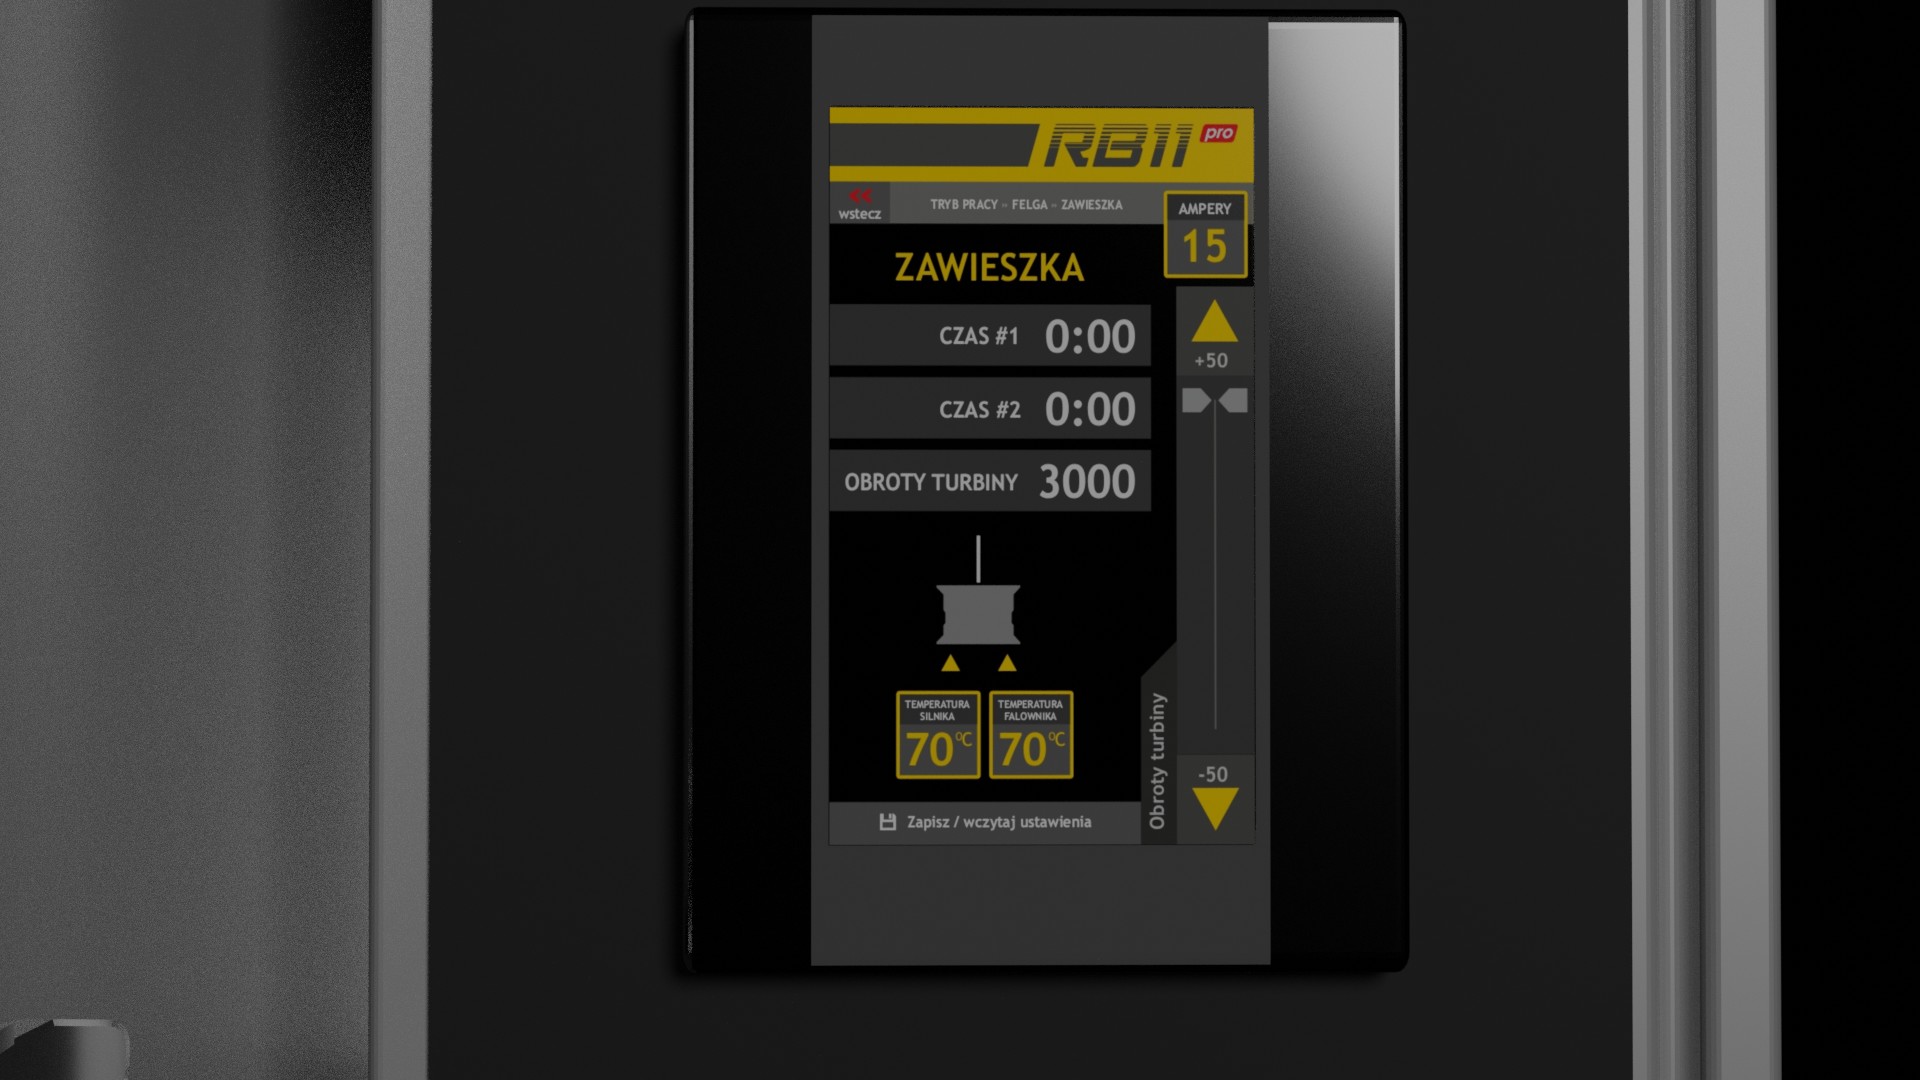 RB11 pro
wstecz
TRYB PRACY » FELGA » ZAWIESZKA
AMPERY
15
ZAWIESZKA
CZAS #1 0:00
CZAS #2 0:00
OBROTY TURBINY 3000
+50
TEMPERATURA
SILNIKA
70°C
TEMPERATURA
FALOWNIKA
70°C
Obroty turbiny
-50
Zapisz / wczytaj ustawienia